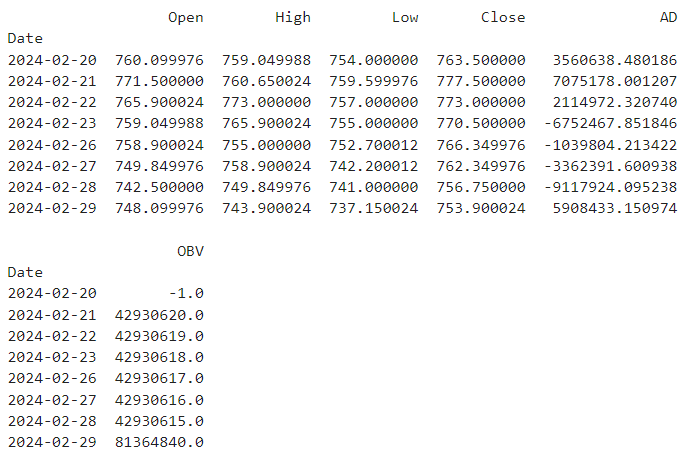 Open High Low Close AD
Date
2024-02-20 760.099976 759.049988 754.000000 763.500000 3560638.480186
2024-02-21 771.500000 760.650024 759.599976 777.500000 7075178.001207
2024-02-22 765.900024 773.000000 757.000000 773.000000 2114972.320740
2024-02-23 759.049988 765.900024 755.000000 770.500000 -6752467.851846
2024-02-26 758.900024 755.000000 752.700012 766.349976 -1039804.213422
2024-02-27 749.849976 758.900024 742.200012 762.349976 -3362391.600938
2024-02-28 742.500000 749.849976 741.000000 756.750000 -9117924.095238
2024-02-29 748.099976 743.900024 737.150024 753.900024 5908433.150974
OBV
Date
2024-02-20 -1.0
2024-02-21 42930620.0
2024-02-22 42930619.0
2024-02-23 42930618.0
2024-02-26 42930617.0
2024-02-27 42930616.0
2024-02-28 42930615.0
2024-02-29 81364840.0